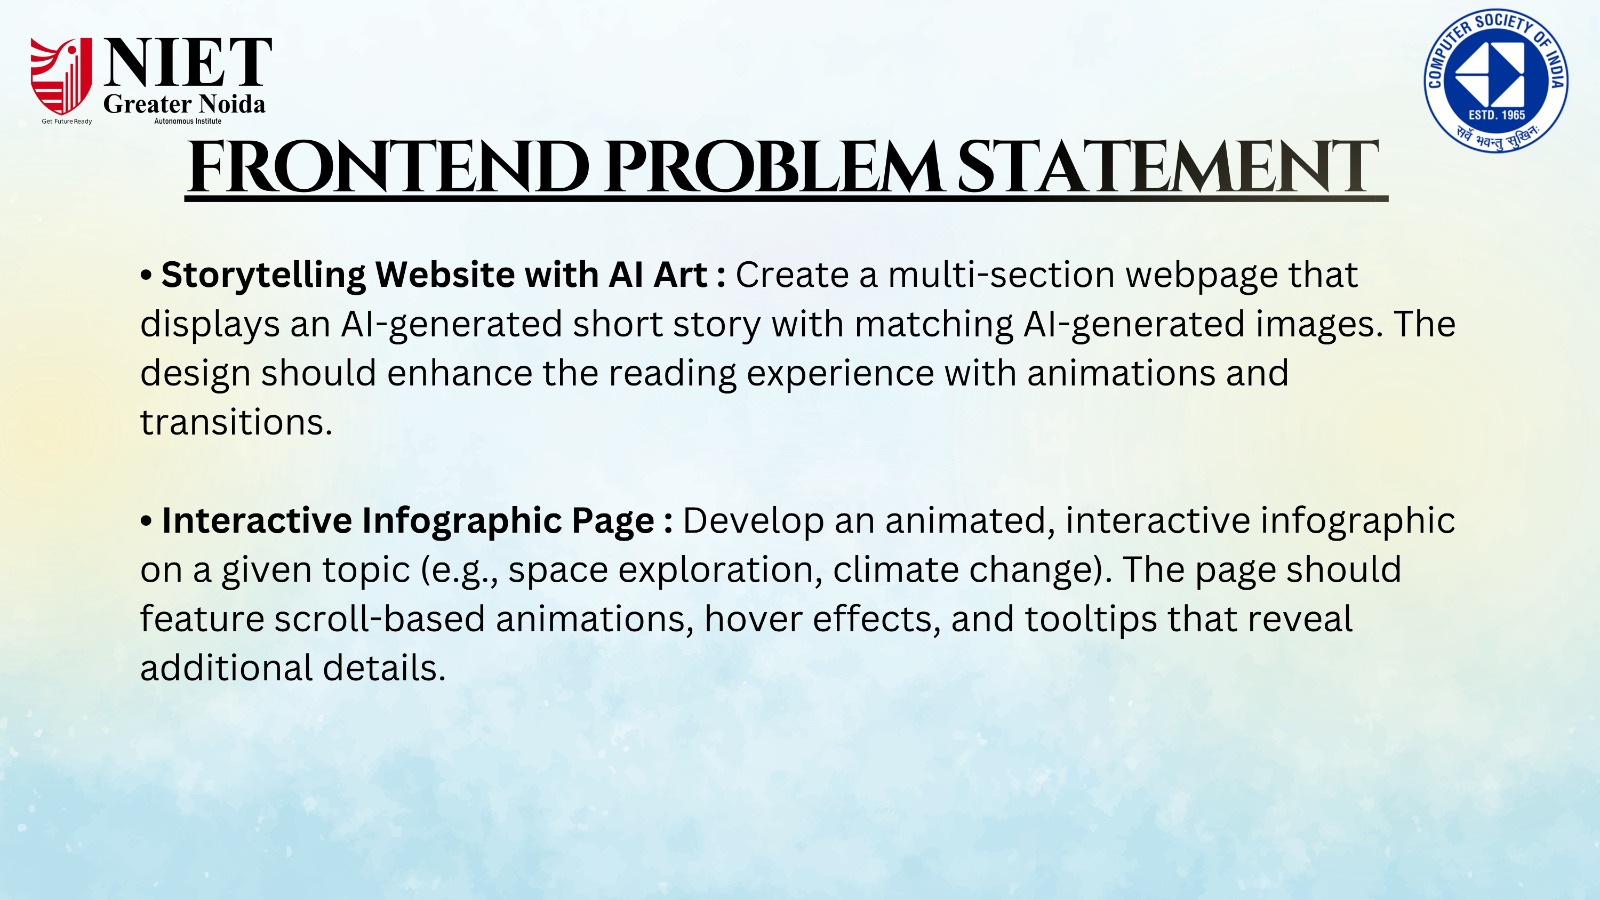 NIET
Greater Noida
Autonomous Institute
Get Future Ready
COMPUTER SOCIETY OF INDIA
ESTD. 1965
सर्वे भवन्तु सुखिनः
FRONTEND PROBLEM STATEMENT
• Storytelling Website with AI Art : Create a multi-section webpage that
displays an AI-generated short story with matching AI-generated images. The
design should enhance the reading experience with animations and
transitions.
• Interactive Infographic Page : Develop an animated, interactive infographic
on a given topic (e.g., space exploration, climate change). The page should
feature scroll-based animations, hover effects, and tooltips that reveal
additional details.